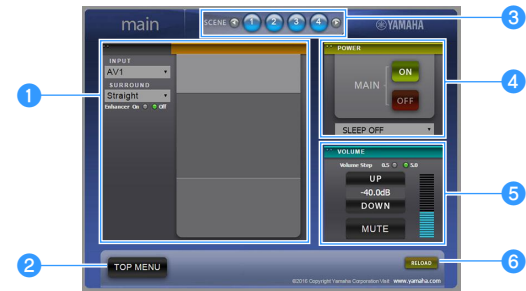 main
SCENE 1 2 3 4
YAMAHA
3
INPUT
AV1
SURROUND
Straight
Enhancer On Off
1
POWER
MAIN
ON
OFF
SLEEP OFF
4
VOLUME
Volume Step 0.5 5.0
UP
-40.0dB
DOWN
MUTE
5
2
TOP MENU
RELOAD
6
©2016 Copyright Yamaha Corporation Visit www.yamaha.com